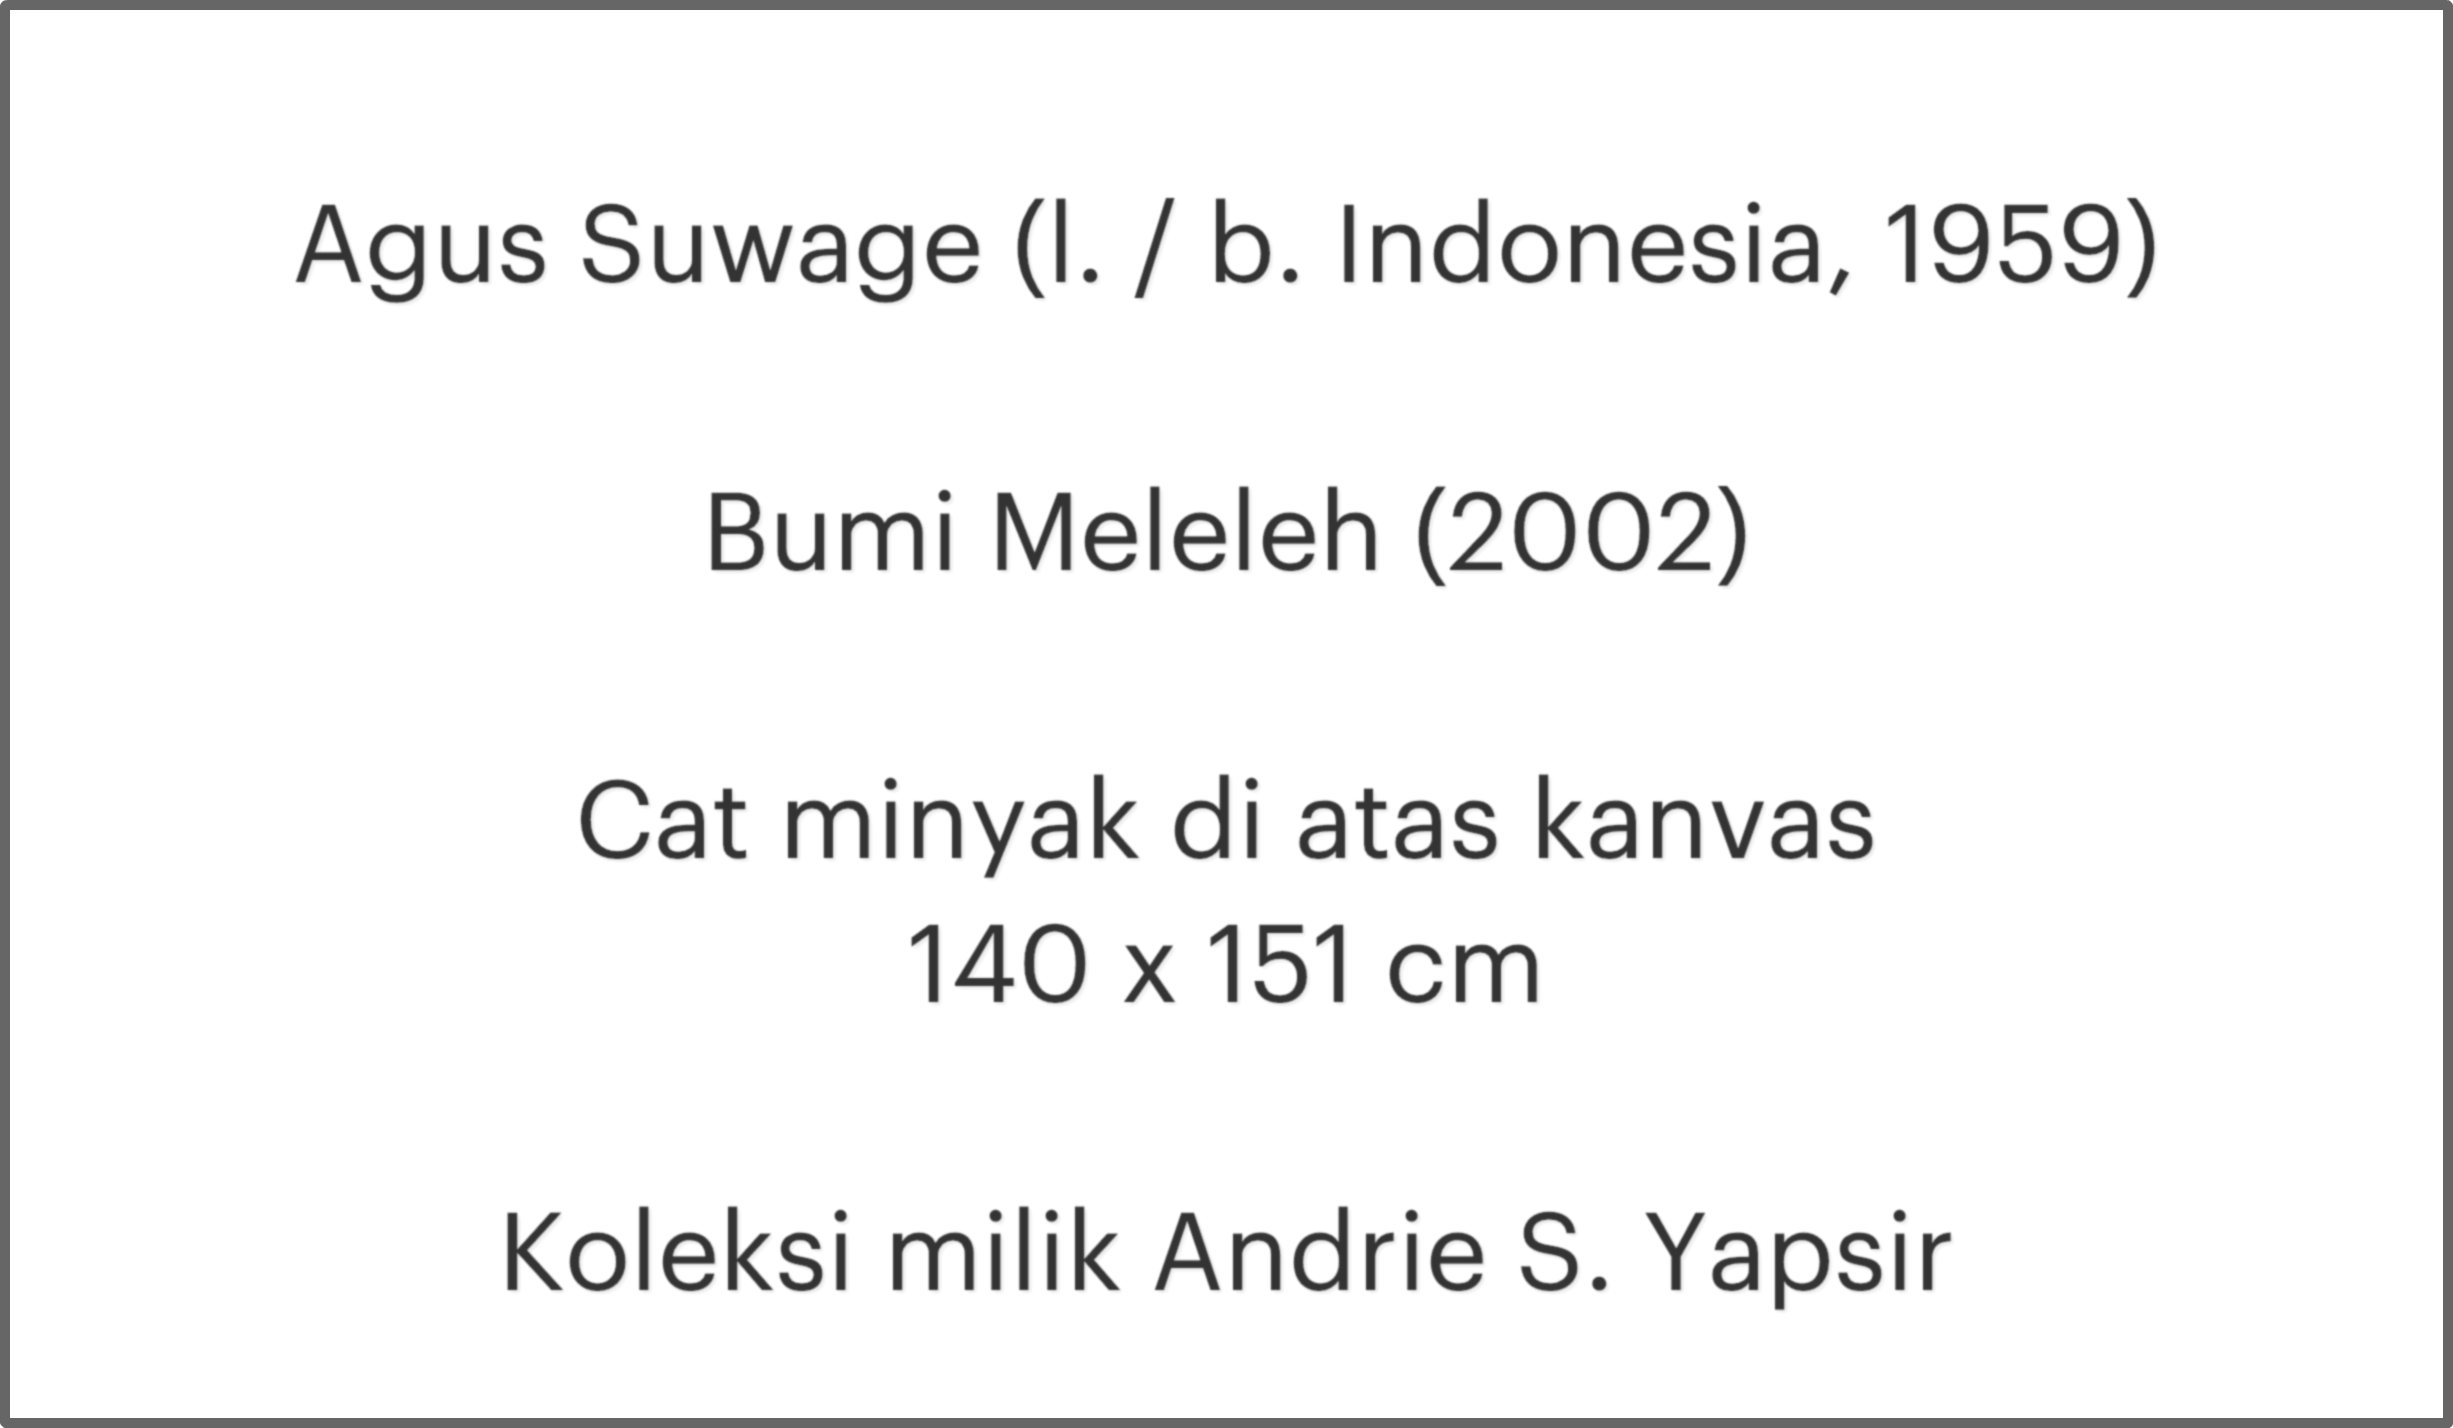 Agus Suwage (l. / b. Indonesia, 1959)
Bumi Meleleh (2002)
Cat minyak di atas kanvas
140 x 151 cm
Koleksi milik Andrie S. Yapsir